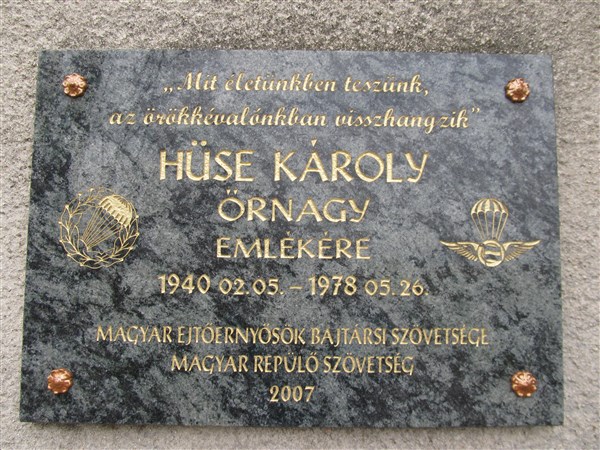 „Mit életünkben teszünk,
az örökkévalónkban visszhangzik”
HÜSE KÁROLY
ŐRNAGY
EMLÉKÉRE
1940 02.05. – 1978 05.26.
MAGYAR EJTŐERNYŐSÖK BAJTÁRSI SZÖVETSÉGE
MAGYAR REPÜLŐ SZÖVETSÉG
2007